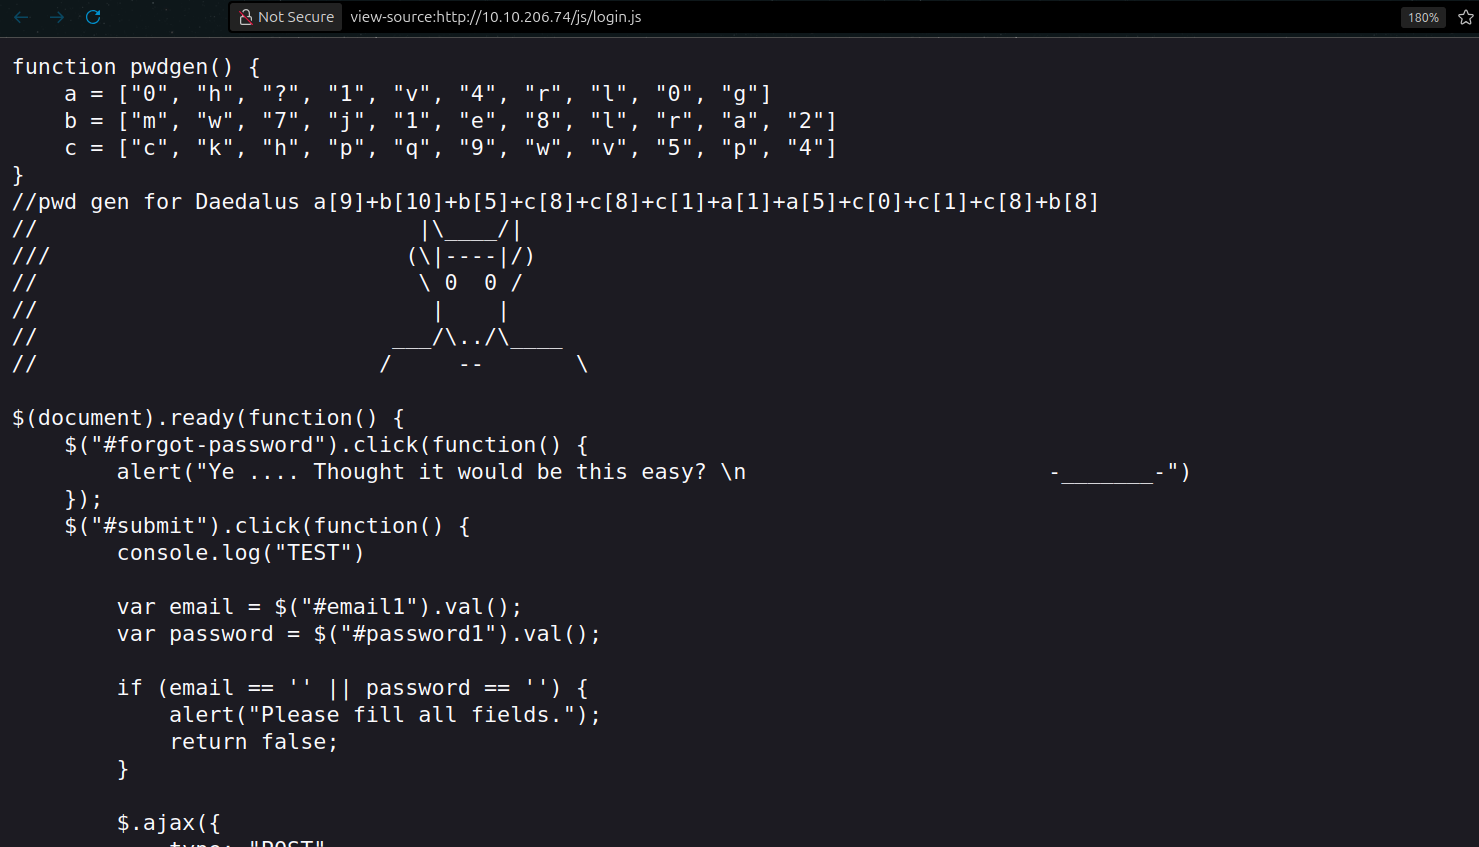 Not Secure view-source:http://10.10.206.74/js/login.js 180%
function pwdgen() {
    a = ["0", "h", "?", "1", "v", "4", "r", "l", "0", "g"]
    b = ["m", "w", "7", "j", "1", "e", "8", "l", "r", "a", "2"]
    c = ["c", "k", "h", "p", "q", "9", "w", "v", "5", "p", "4"]
}
//pwd gen for Daedalus a[9]+b[10]+b[5]+c[8]+c[8]+c[1]+a[1]+a[5]+c[0]+c[1]+c[8]+b[8]
//                             |\____/|
///                           (\|----|/)
//                             \ 0  0 /
//                              |    |
//                           ___/\../\____
//                          /     --       \
$(document).ready(function() {
    $("#forgot-password").click(function() {
        alert("Ye .... Thought it would be this easy? \n                       -_______-")
    });
    $("#submit").click(function() {
        console.log("TEST")
        var email = $("#email1").val();
        var password = $("#password1").val();
        if (email == '' || password == '') {
            alert("Please fill all fields.");
            return false;
        }
        $.ajax({
            type: "POST"